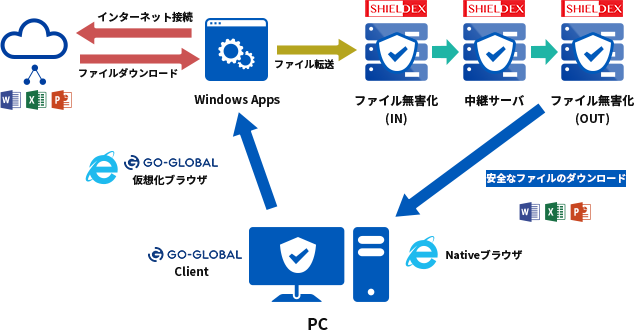 インターネット接続
ファイルダウンロード
W X P
Windows Apps
ファイル転送
SHIELDEX
ファイル無害化
(IN)
SHIELDEX
中継サーバ
SHIELDEX
ファイル無害化
(OUT)
GO-GLOBAL
仮想化ブラウザ
安全なファイルのダウンロード
W X P
GO-GLOBAL
Client
Nativeブラウザ
PC